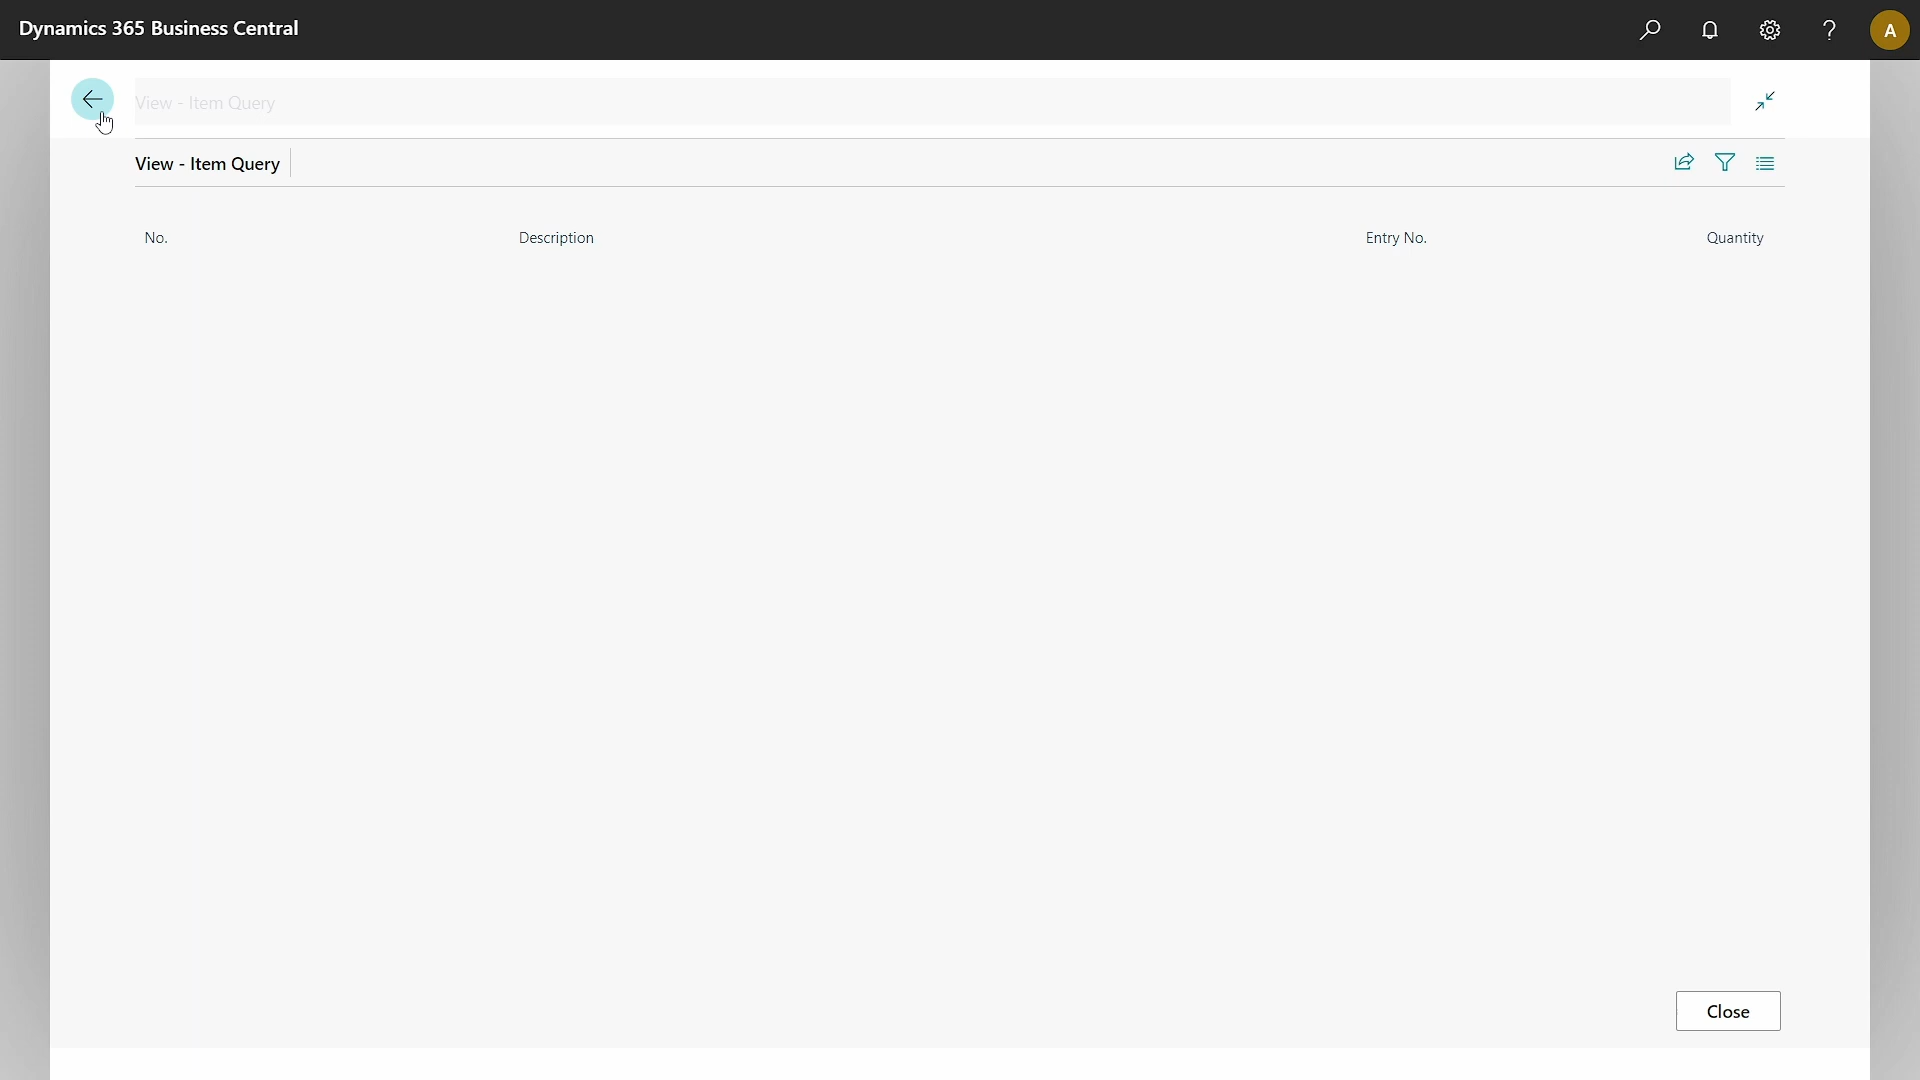 Dynamics 365 Business Central
A
View - Item Query
View - Item Query
No. Description Entry No. Quantity
Close